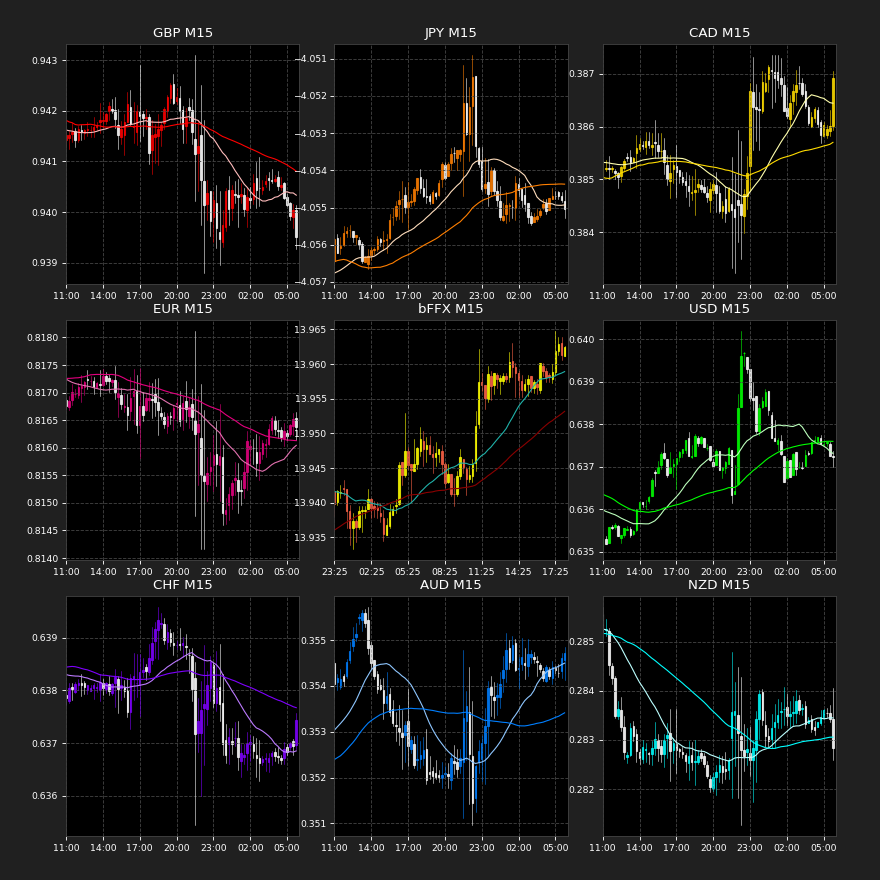 GBP M15
JPY M15
CAD M15
0.943
0.942
0.941
0.940
0.939
−4.051
−4.052
−4.053
−4.054
−4.055
−4.056
−4.057
0.387
0.386
0.385
0.384
11:00 14:00 17:00 20:00 23:00 02:00 05:00
11:00 14:00 17:00 20:00 23:00 02:00 05:00
11:00 14:00 17:00 20:00 23:00 02:00 05:00
EUR M15
bFFX M15
USD M15
0.8180
0.8175
0.8170
0.8165
0.8160
0.8155
0.8150
0.8145
0.8140
13.965
13.960
13.955
13.950
13.945
13.940
13.935
0.640
0.639
0.638
0.637
0.636
0.635
11:00 14:00 17:00 20:00 23:00 02:00 05:00
23:25 02:25 05:25 08:25 11:25 14:25 17:25
11:00 14:00 17:00 20:00 23:00 02:00 05:00
CHF M15
AUD M15
NZD M15
0.639
0.638
0.637
0.636
0.355
0.354
0.353
0.352
0.351
0.285
0.284
0.283
0.282
11:00 14:00 17:00 20:00 23:00 02:00 05:00
11:00 14:00 17:00 20:00 23:00 02:00 05:00
11:00 14:00 17:00 20:00 23:00 02:00 05:00